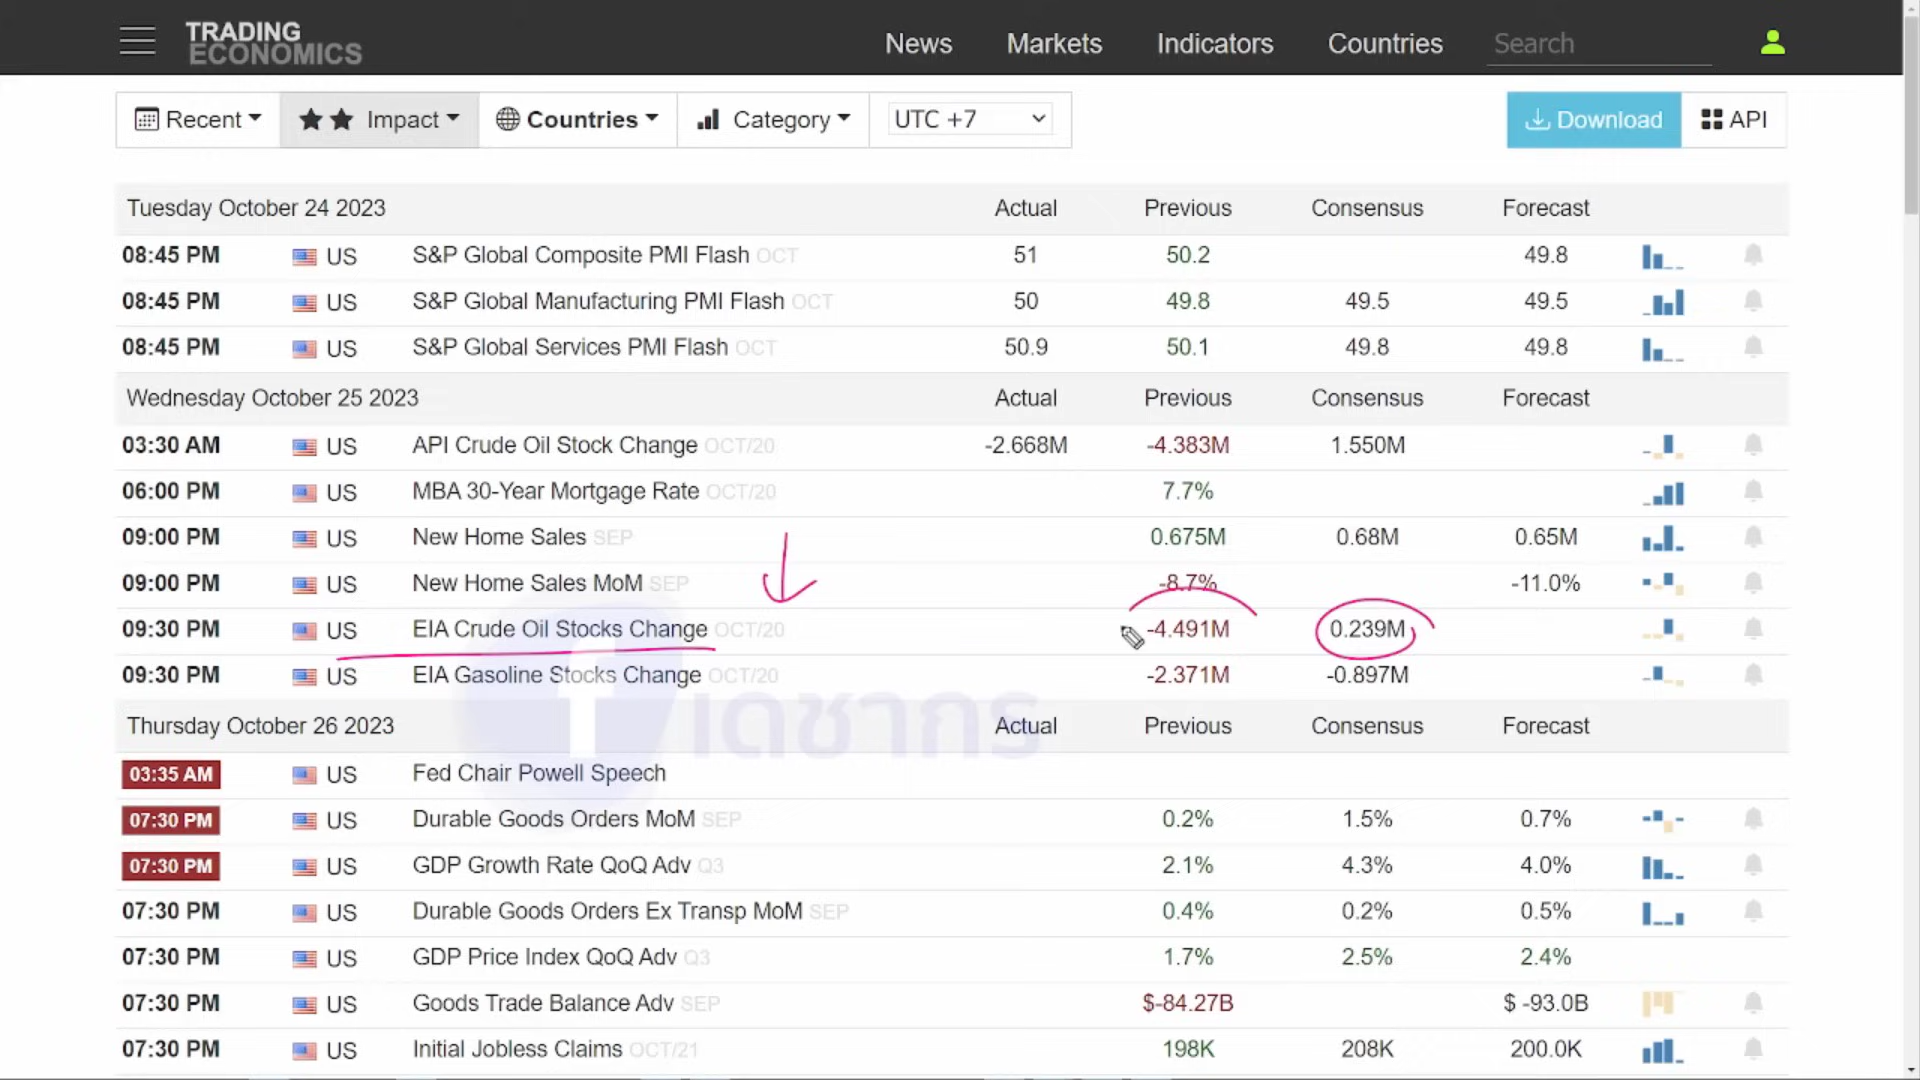 TRADING
ECONOMICS
News Markets Indicators Countries Search
Recent Impact Countries Category UTC +7 Download API
Tuesday October 24 2023 Actual Previous Consensus Forecast
08:45 PM US S&P Global Composite PMI Flash OCT 51 50.2 49.8
08:45 PM US S&P Global Manufacturing PMI Flash OCT 50 49.8 49.5 49.5
08:45 PM US S&P Global Services PMI Flash OCT 50.9 50.1 49.8 49.8
Wednesday October 25 2023 Actual Previous Consensus Forecast
03:30 AM US API Crude Oil Stock Change OCT/20 -2.668M -4.383M 1.550M
06:00 PM US MBA 30-Year Mortgage Rate OCT/20 7.7%
09:00 PM US New Home Sales SEP 0.675M 0.68M 0.65M
09:00 PM US New Home Sales MoM SEP -8.7% -11.0%
09:30 PM US EIA Crude Oil Stocks Change OCT/20 -4.491M 0.239M
09:30 PM US EIA Gasoline Stocks Change OCT/20 -2.371M -0.897M
f เดชากร
Thursday October 26 2023 Actual Previous Consensus Forecast
03:35 AM US Fed Chair Powell Speech
07:30 PM US Durable Goods Orders MoM SEP 0.2% 1.5% 0.7%
07:30 PM US GDP Growth Rate QoQ Adv Q3 2.1% 4.3% 4.0%
07:30 PM US Durable Goods Orders Ex Transp MoM SEP 0.4% 0.2% 0.5%
07:30 PM US GDP Price Index QoQ Adv Q3 1.7% 2.5% 2.4%
07:30 PM US Goods Trade Balance Adv SEP $-84.27B $ -93.0B
07:30 PM US Initial Jobless Claims OCT/21 198K 208K 200.0K